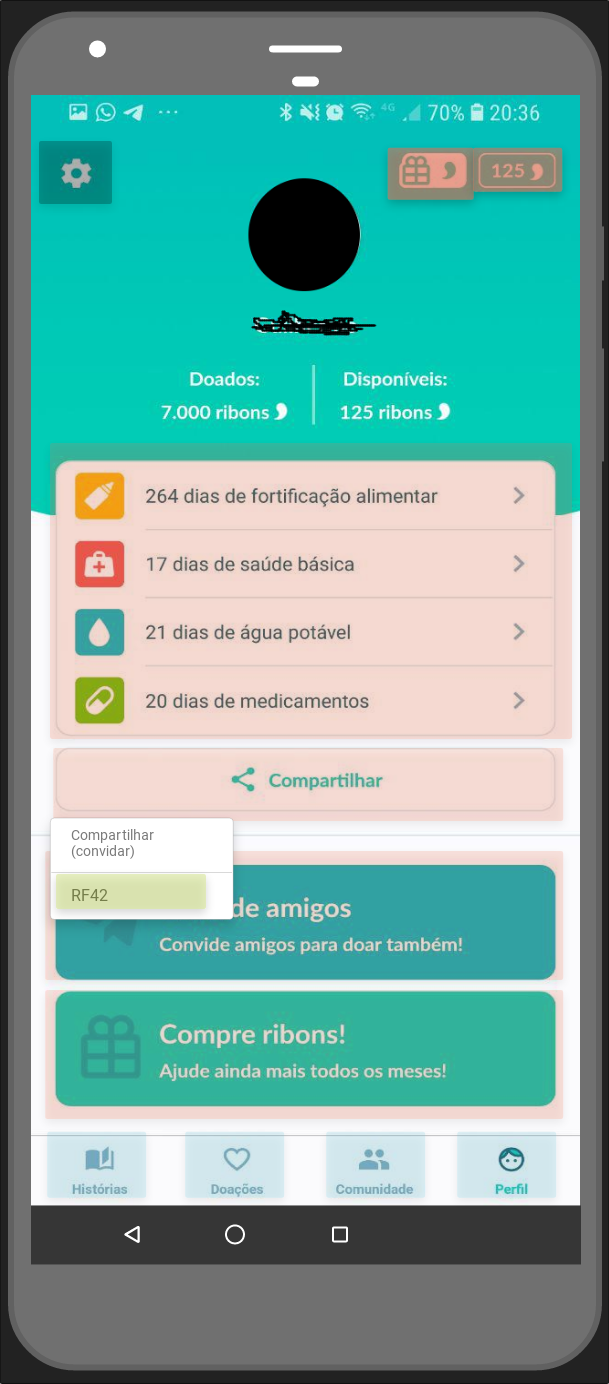 4G 70% 20:36
125
Doados:
7.000 ribons
Disponíveis:
125 ribons
264 dias de fortificação alimentar
17 dias de saúde básica
21 dias de água potável
20 dias de medicamentos
Compartilhar
Compartilhar
(convidar)
RF42
de amigos
Convide amigos para doar também!
Compre ribons!
Ajude ainda mais todos os meses!
Histórias
Doações
Comunidade
Perfil